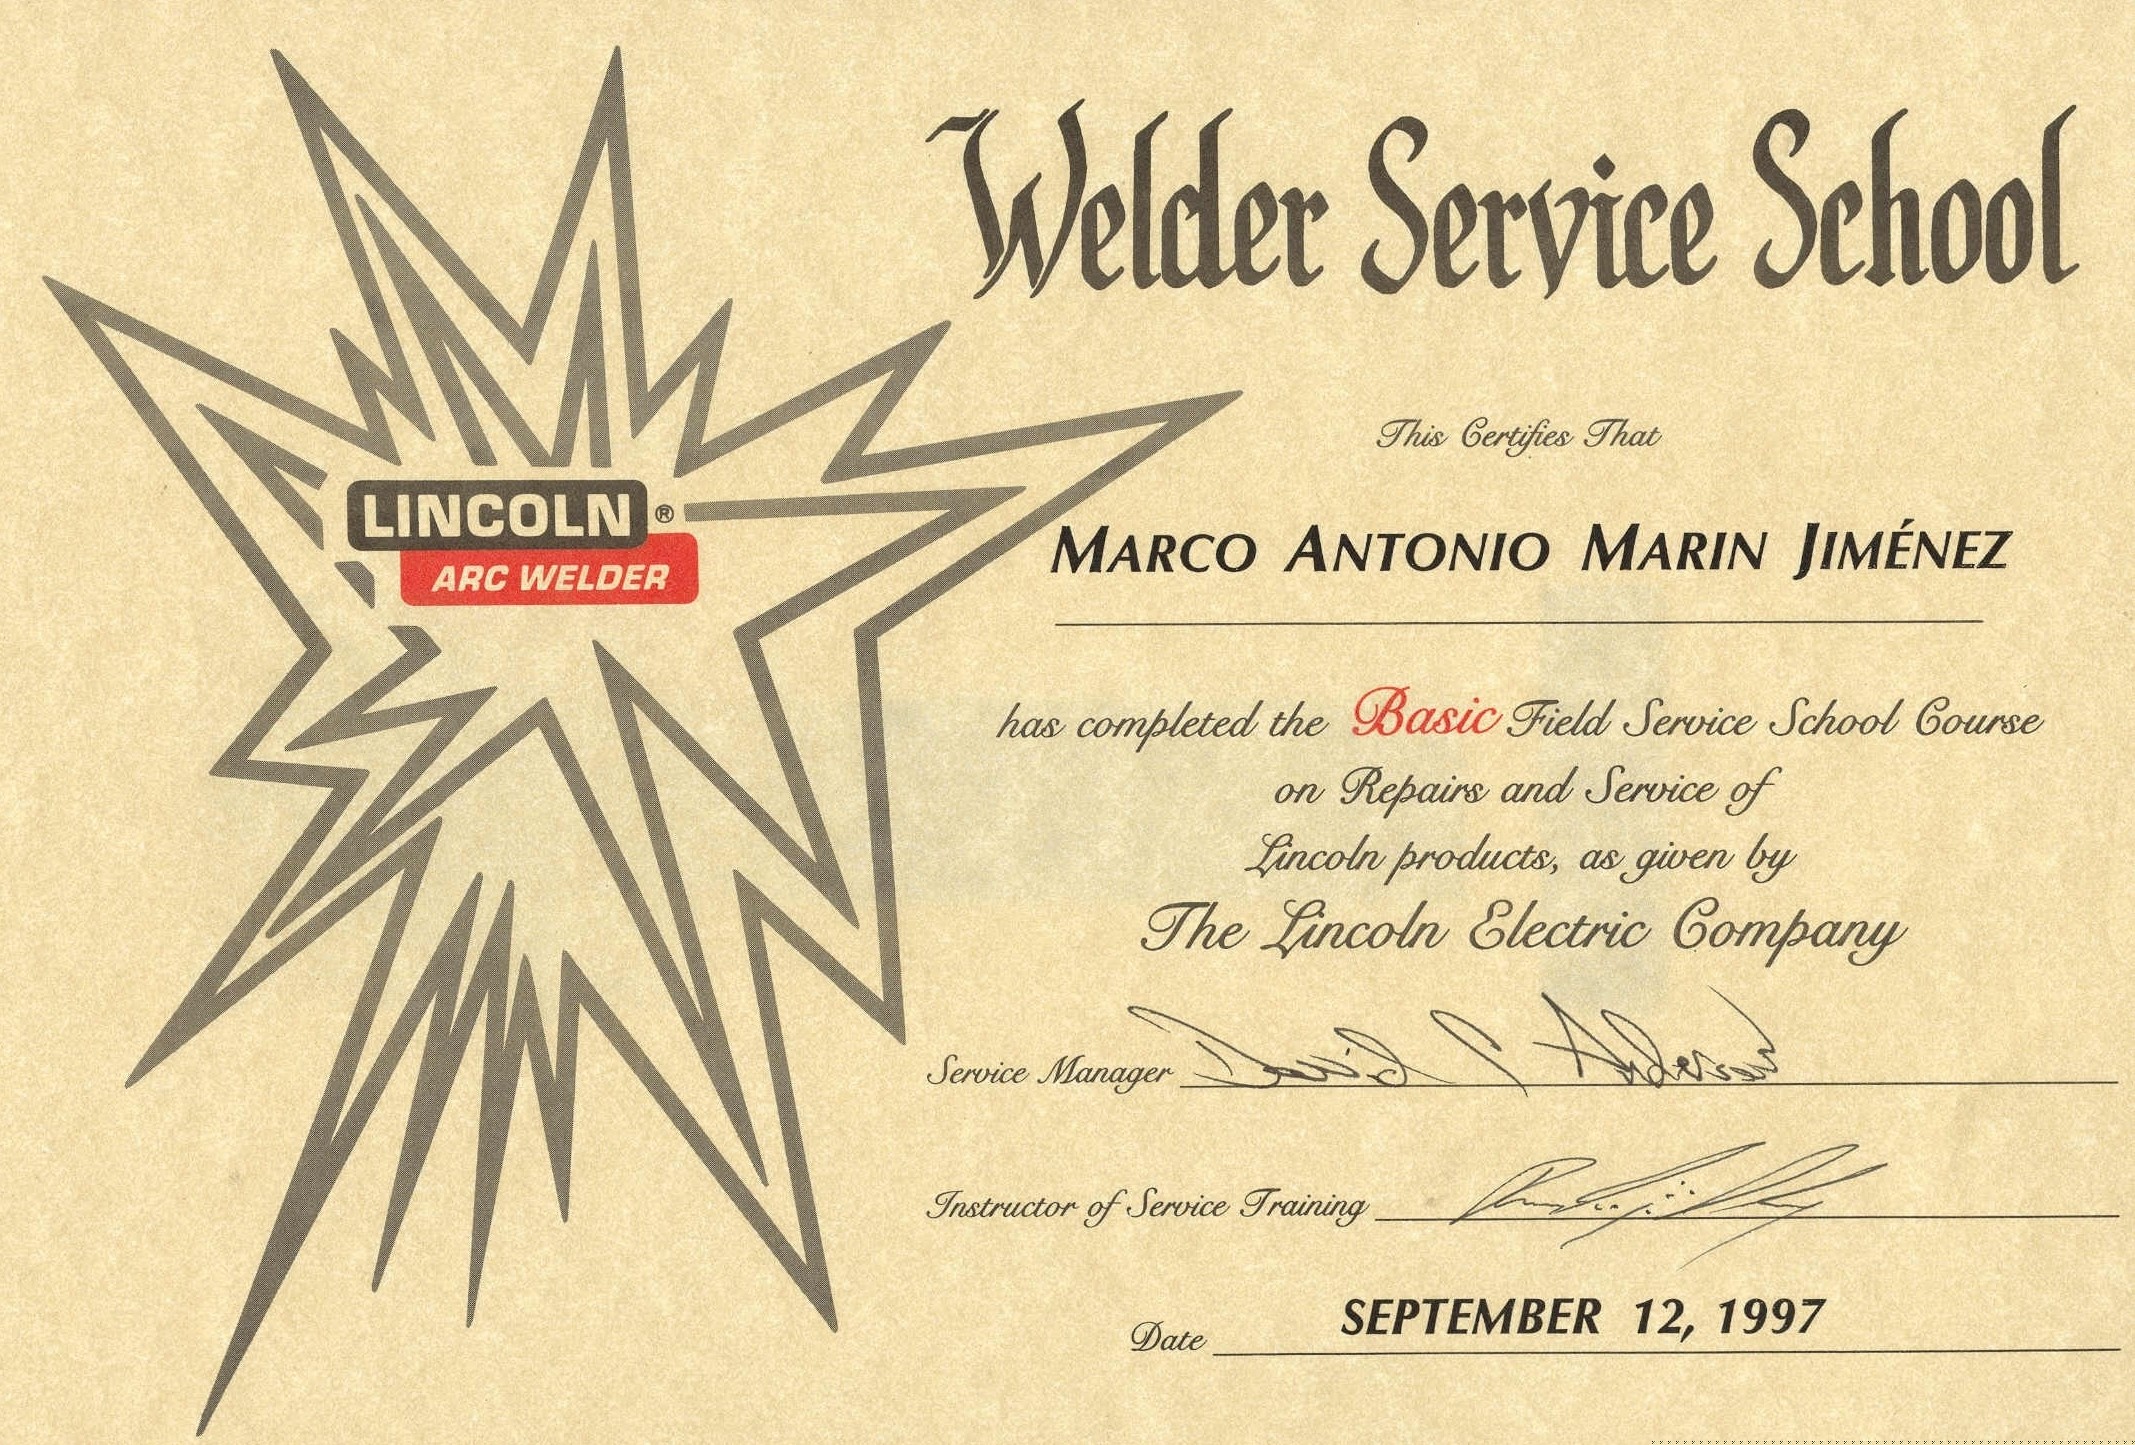 Welder Service School
LINCOLN®
ARC WELDER
This Certifies That
MARCO ANTONIO MARIN JIMÉNEZ
has completed the Basic Field Service School Course
on Repairs and Service of
Lincoln products, as given by
The Lincoln Electric Company
Service Manager
Instructor of Service Training
Date SEPTEMBER 12, 1997